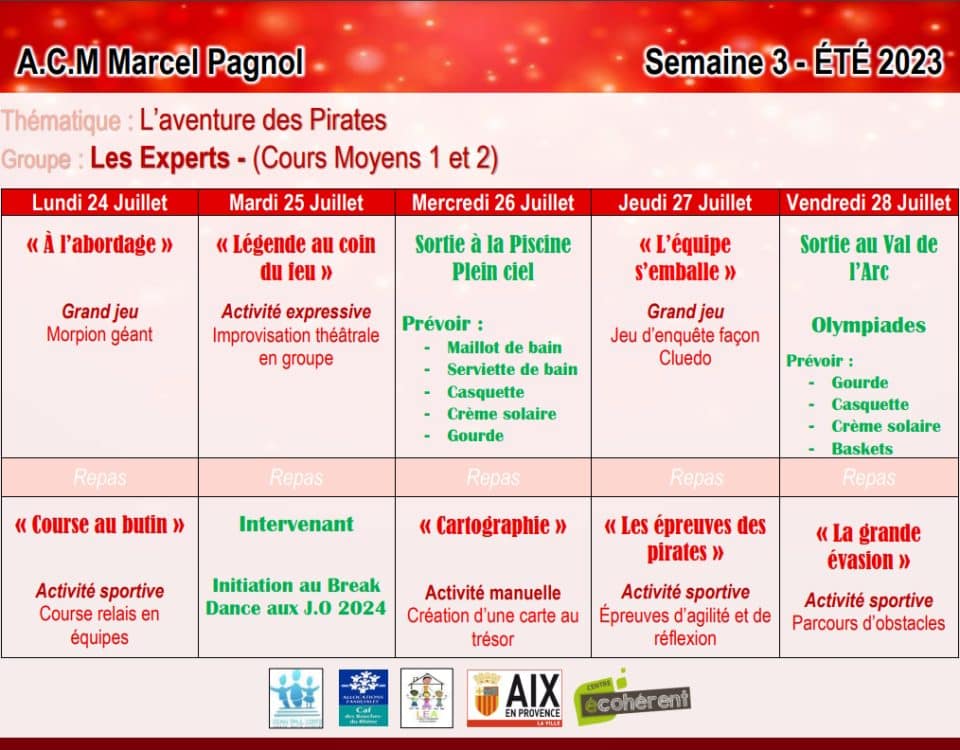 A.C.M Marcel Pagnol
Semaine 3 - ÉTÉ 2023
Thématique : L'aventure des Pirates
Groupe : Les Experts - (Cours Moyens 1 et 2)
Lundi 24 Juillet
Mardi 25 Juillet
Mercredi 26 Juillet
Jeudi 27 Juillet
Vendredi 28 Juillet
« À l'abordage »
Grand jeu
Morpion géant
« Légende au coin
du feu »
Activité expressive
Improvisation théâtrale
en groupe
Sortie à la Piscine
Plein ciel
Prévoir :
- Maillot de bain
- Serviette de bain
- Casquette
- Crème solaire
- Gourde
« L'équipe
s'emballe »
Grand jeu
Jeu d'enquête façon
Cluedo
Sortie au Val de
l'Arc
Olympiades
Prévoir :
- Gourde
- Casquette
- Crème solaire
- Baskets
Repas
Repas
Repas
Repas
Repas
« Course au butin »
Activité sportive
Course relais en
équipes
Intervenant
Initiation au Break
Dance aux J.O 2024
« Cartographie »
Activité manuelle
Création d'une carte au
trésor
« Les épreuves des
pirates »
Activité sportive
Épreuves d'agilité et de
réflexion
« La grande
évasion »
Activité sportive
Parcours d'obstacles
ALLOCATIONS
FAMILIALES
Caf
des Bouches
du Rhône
LEA
AIX
EN PROVENCE
LA VILLE
CENTRE
écohérent